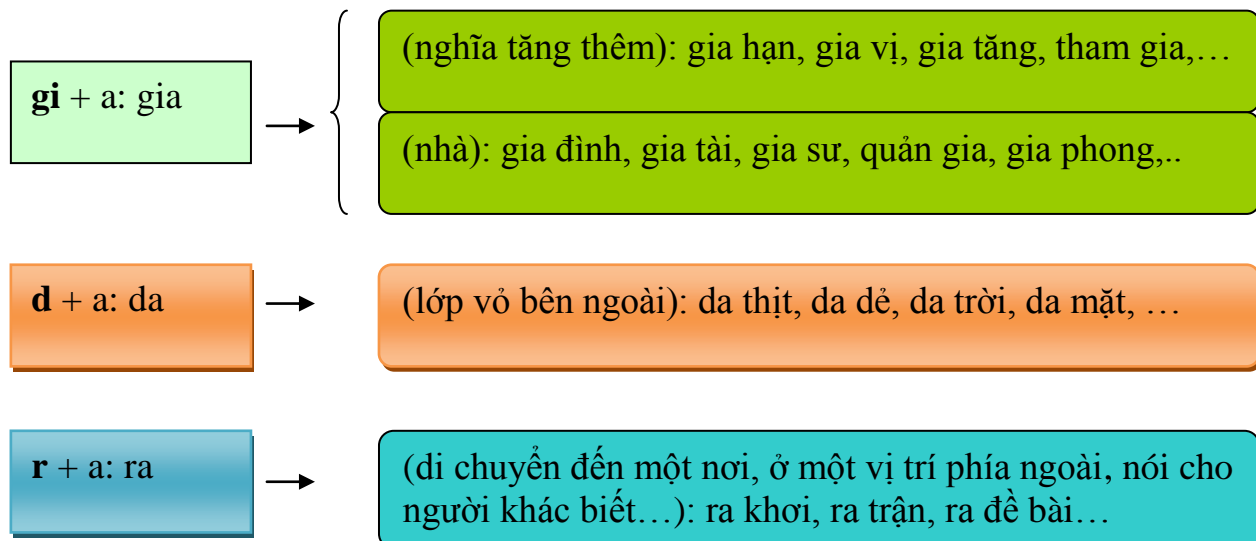 gi + a: gia
(nghĩa tăng thêm): gia hạn, gia vị, gia tăng, tham gia,…
(nhà): gia đình, gia tài, gia sư, quản gia, gia phong,..
d + a: da
(lớp vỏ bên ngoài): da thịt, da dẻ, da trời, da mặt, …
r + a: ra
(di chuyển đến một nơi, ở một vị trí phía ngoài, nói cho
người khác biết…): ra khơi, ra trận, ra đề bài…